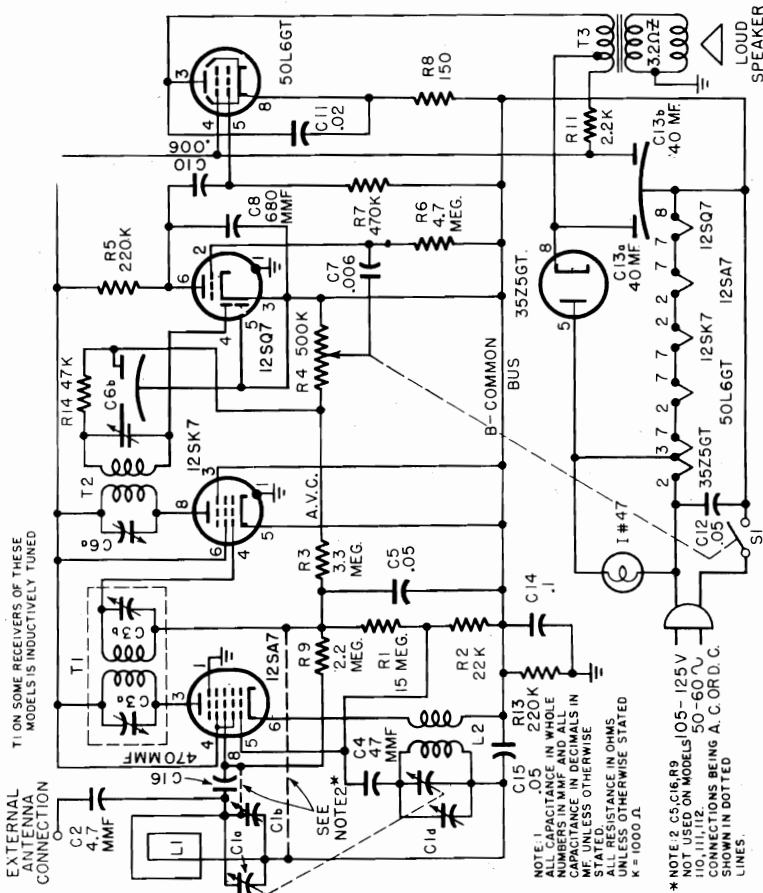 EXTERNAL
ANTENNA
CONNECTION
T1 ON SOME RECEIVERS OF THESE
MODELS IS INDUCTIVELY TUNED
C2
4.7
MMF
T1
C3a
C3b
T2
C6a
C6b
R14 47K
R5
220K
C10
.006
50L6GT
3
4
5
8
L1
C1a
C1b
C16
470MMF
3
4
8
5
1
6
12SA7
8
6
4
3
1
5
12SK7
6
4
5
2
1
3
12SQ7
C8
680
MMF
C11
.02
R8
150
T3
3.2ΩZ
LOUD
SPEAKER
SEE
NOTE2*
R9
2.2
MEG.
R3
3.3
MEG.
A.V.C.
R4 500K
C7
.006
R7
470K
R6
4.7
MEG.
R11
2.2K
C5
.05
R1
15 MEG.
R2
22K
B-COMMON
BUS
C4
47
MMF
L2
C1d
C15
.05
R13
220K
C14
.1
35Z5GT.
5
8
C13a
40 MF.
C13b
40 MF.
I #47
2
3
7
2
7
2
7
2
7
7
8
35Z5GT
50L6GT
12SK7
12SA7
12SQ7
C12
.05
S1
105-125V
50-60∿
A.C. OR D.C.
NOTE: 1
ALL CAPACITANCE IN WHOLE
NUMBERS IN MMF AND ALL
CAPACITANCE IN DECIMALS IN
MF. UNLESS OTHERWISE
STATED.
ALL RESISTANCE IN OHMS
UNLESS OTHERWISE STATED
K = 1000 Ω
*NOTE:2 C5,C16,R9
NOT USED ON MODELS
110, 111, 112.
CONNECTIONS BEING
SHOWN IN DOTTED
LINES.